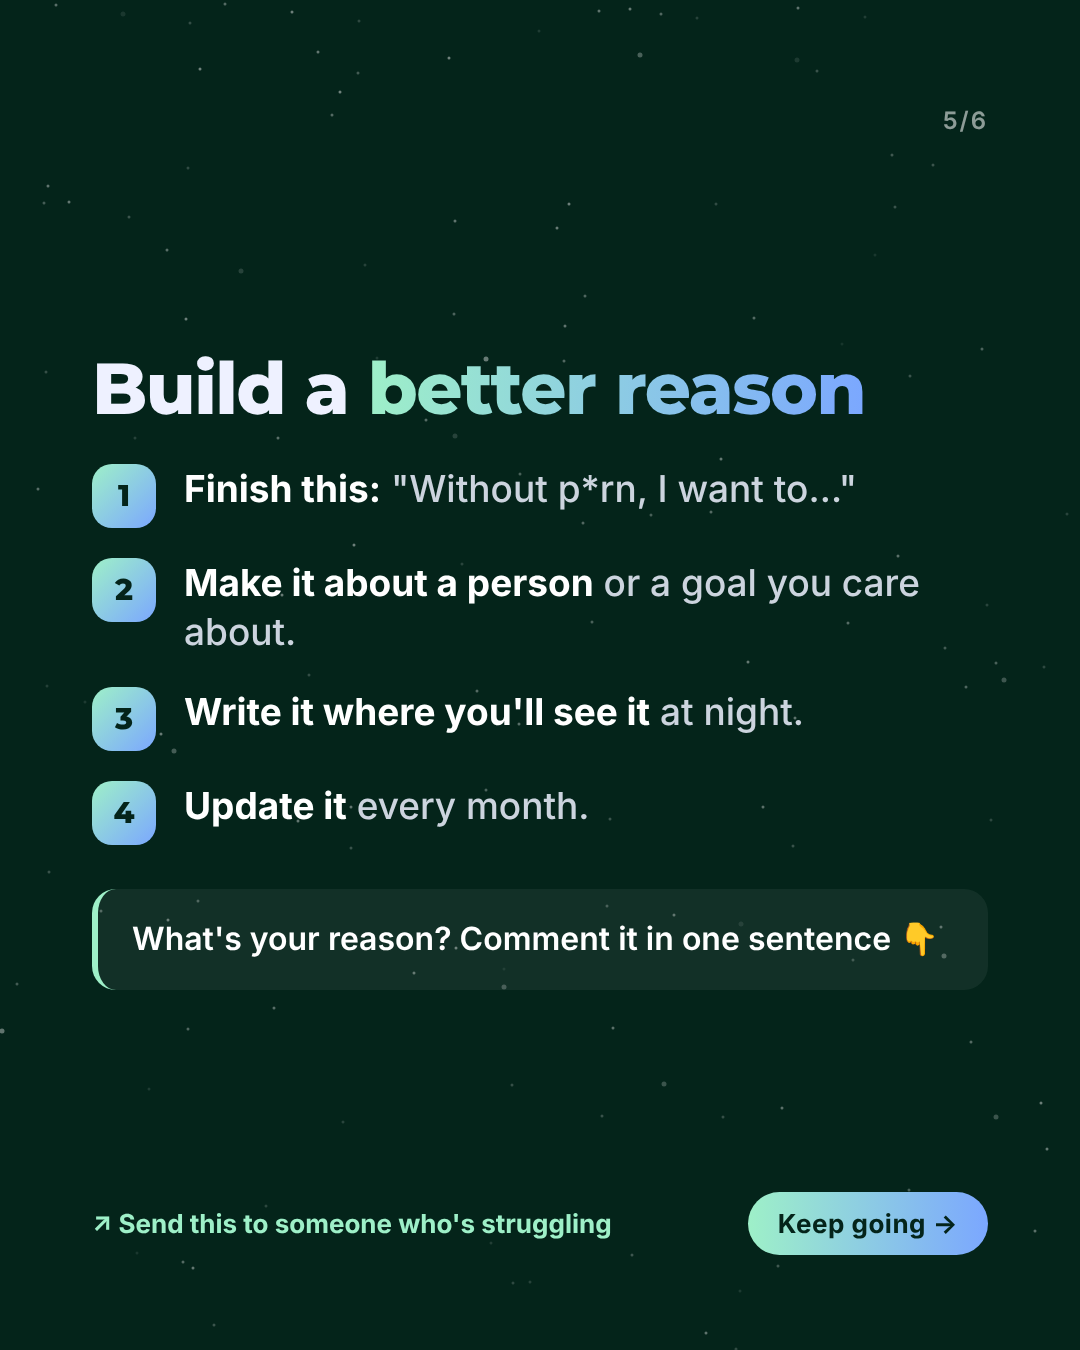 5/6
Build a better reason
1 Finish this: "Without p*rn, I want to..."
2 Make it about a person or a goal you care
about.
3 Write it where you'll see it at night.
4 Update it every month.
What's your reason? Comment it in one sentence 👇
↗ Send this to someone who's struggling
Keep going →